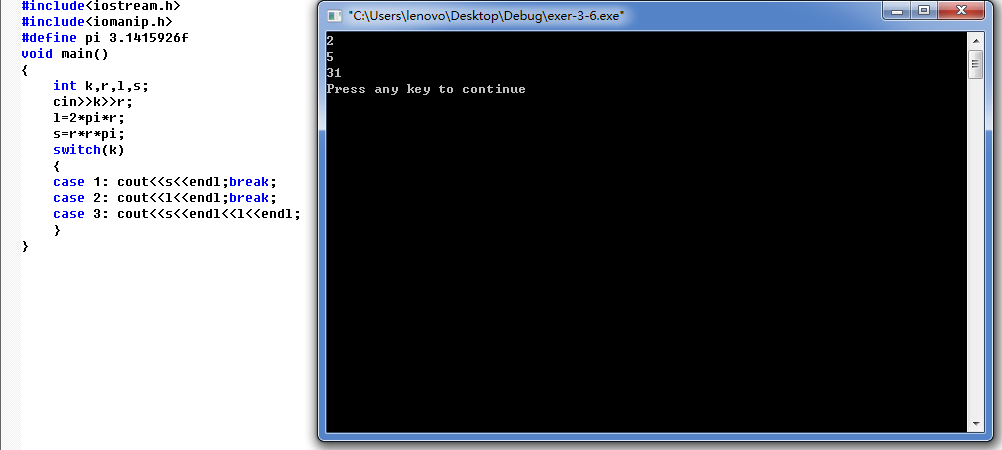 #include<iostream.h>
#include<iomanip.h>
#define pi 3.1415926f
void main()
{
    int k,r,l,s;
    cin>>k>>r;
    l=2*pi*r;
    s=r*r*pi;
    switch(k)
    {
    case 1: cout<<s<<endl;break;
    case 2: cout<<l<<endl;break;
    case 3: cout<<s<<endl<<l<<endl;
    }
}
"C:\Users\lenovo\Desktop\Debug\exer-3-6.exe"
2
5
31
Press any key to continue